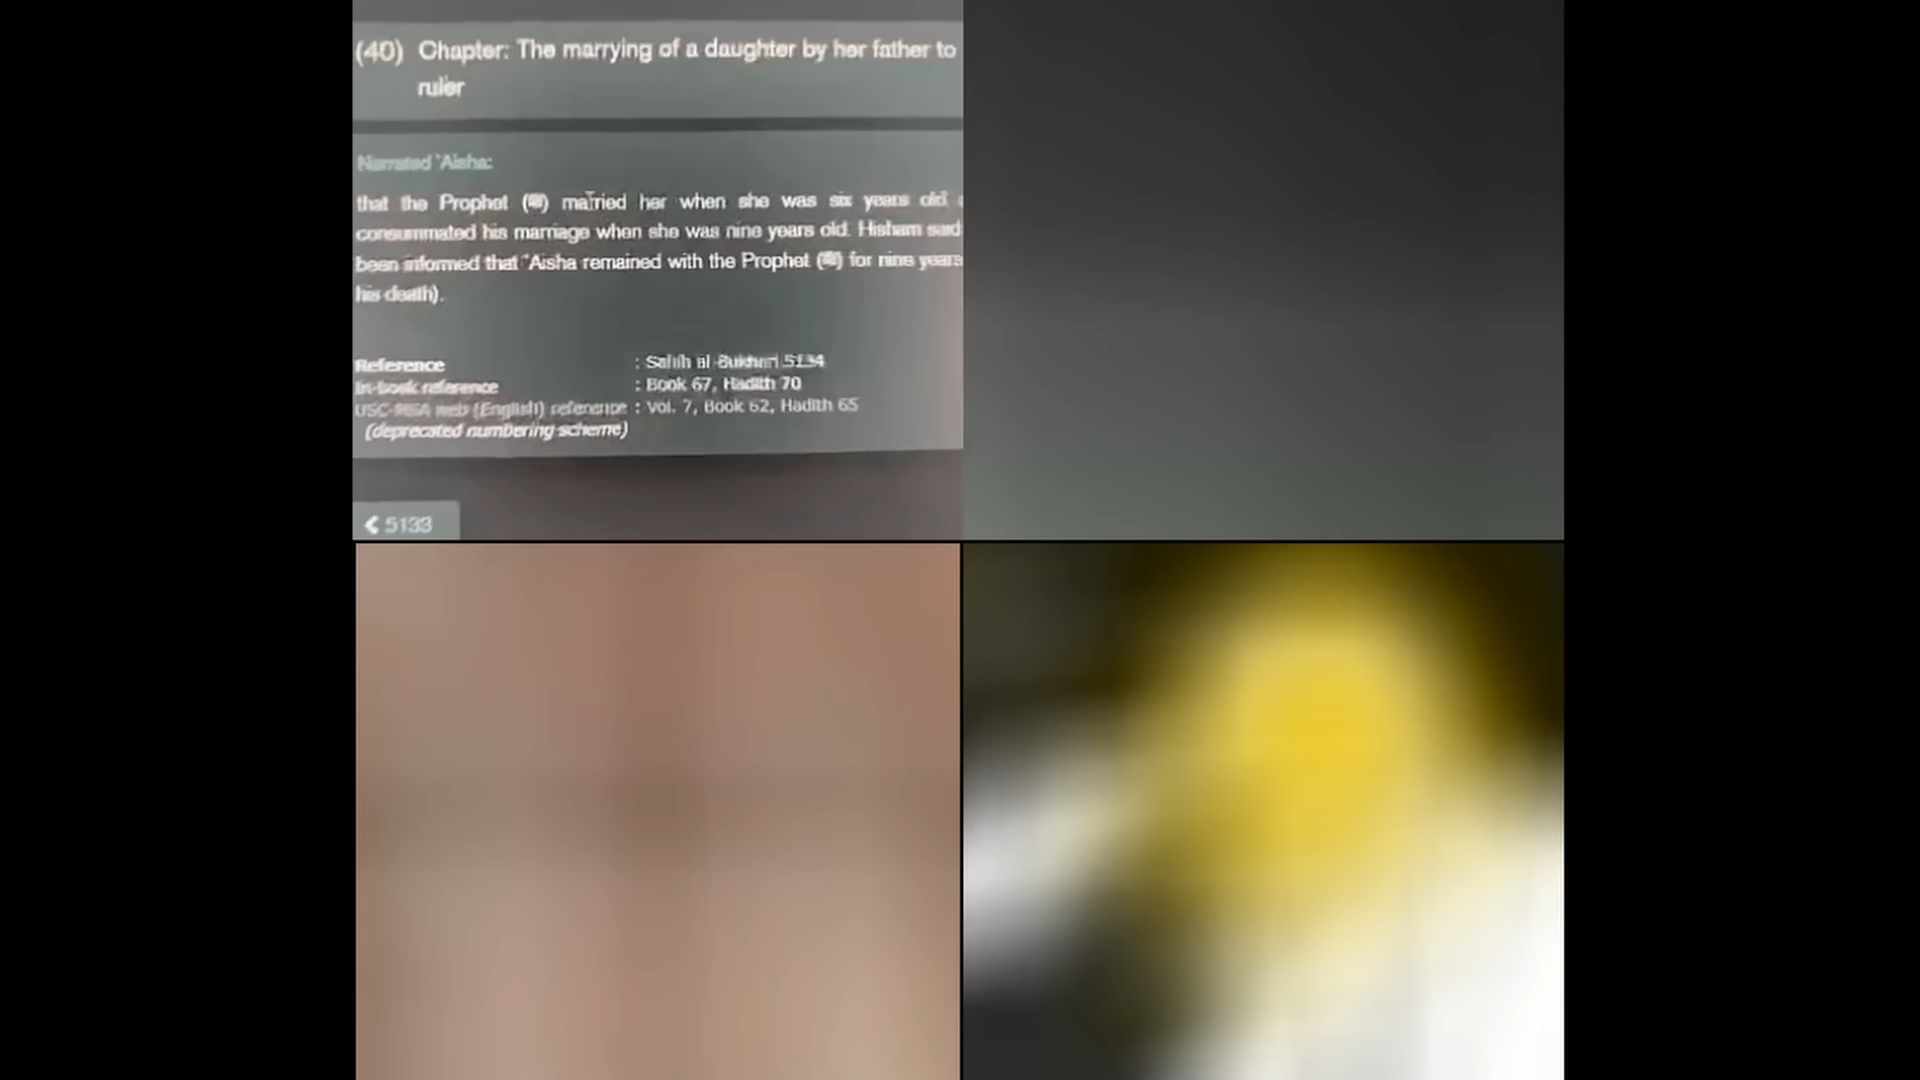 (40) Chapter: The marrying of a daughter by her father to
ruler
Narrated `Aisha:
that the Prophet (ﷺ) married her when she was six years old
consummated his marriage when she was nine years old. Hisham said
been informed that `Aisha remained with the Prophet (ﷺ) for nine years
his death).
Reference : Sahih al-Bukhari 5134
In-book reference : Book 67, Hadith 70
USC-MSA web (English) reference : Vol. 7, Book 62, Hadith 65
(deprecated numbering scheme)
5133